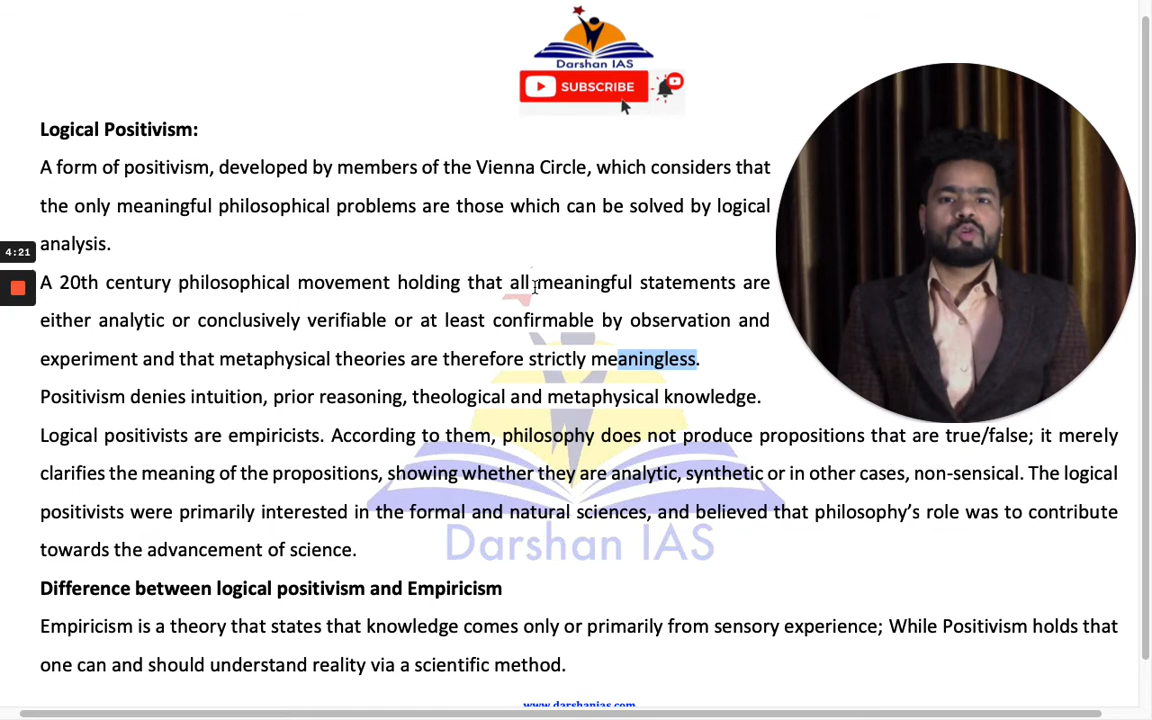 Darshan IAS
SUBSCRIBE
Logical Positivism:
A form of positivism, developed by members of the Vienna Circle, which considers that
the only meaningful philosophical problems are those which can be solved by logical
4:21
analysis.
A 20th century philosophical movement holding that all meaningful statements are
either analytic or conclusively verifiable or at least confirmable by observation and
experiment and that metaphysical theories are therefore strictly meaningless.
Positivism denies intuition, prior reasoning, theological and metaphysical knowledge.
Logical positivists are empiricists. According to them, philosophy does not produce propositions that are true/false; it merely
clarifies the meaning of the propositions, showing whether they are analytic, synthetic or in other cases, non-sensical. The logical
positivists were primarily interested in the formal and natural sciences, and believed that philosophy’s role was to contribute
Darshan IAS
towards the advancement of science.
Difference between logical positivism and Empiricism
Empiricism is a theory that states that knowledge comes only or primarily from sensory experience; While Positivism holds that
one can and should understand reality via a scientific method.
www.darshanias.com